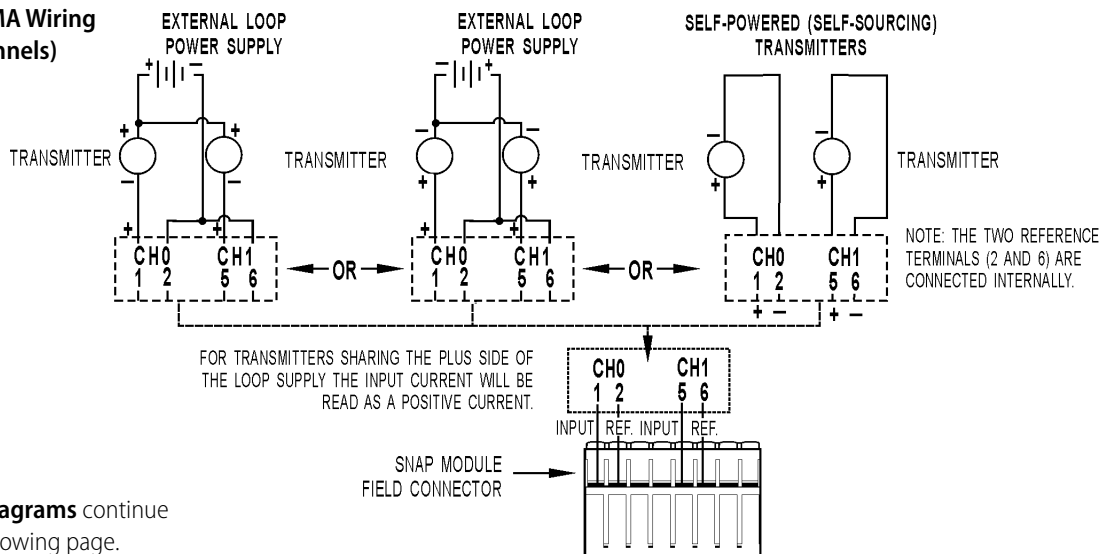 MA Wiring
nnels)
EXTERNAL LOOP
POWER SUPPLY
EXTERNAL LOOP
POWER SUPPLY
SELF-POWERED (SELF-SOURCING)
TRANSMITTERS
+ −
− +
+ +
− −
− −
TRANSMITTER
TRANSMITTER
TRANSMITTER
TRANSMITTER
− −
+ +
+ +
+ +
+ +
CH0 CH1
1 2 5 6
OR
CH0 CH1
1 2 5 6
OR
CH0 CH1
1 2 5 6
+ − + −
NOTE: THE TWO REFERENCE
TERMINALS (2 AND 6) ARE
CONNECTED INTERNALLY.
FOR TRANSMITTERS SHARING THE PLUS SIDE OF
THE LOOP SUPPLY THE INPUT CURRENT WILL BE
READ AS A POSITIVE CURRENT.
CH0 CH1
1 2 5 6
INPUT REF. INPUT REF.
SNAP MODULE
FIELD CONNECTOR
agrams continue
owing page.